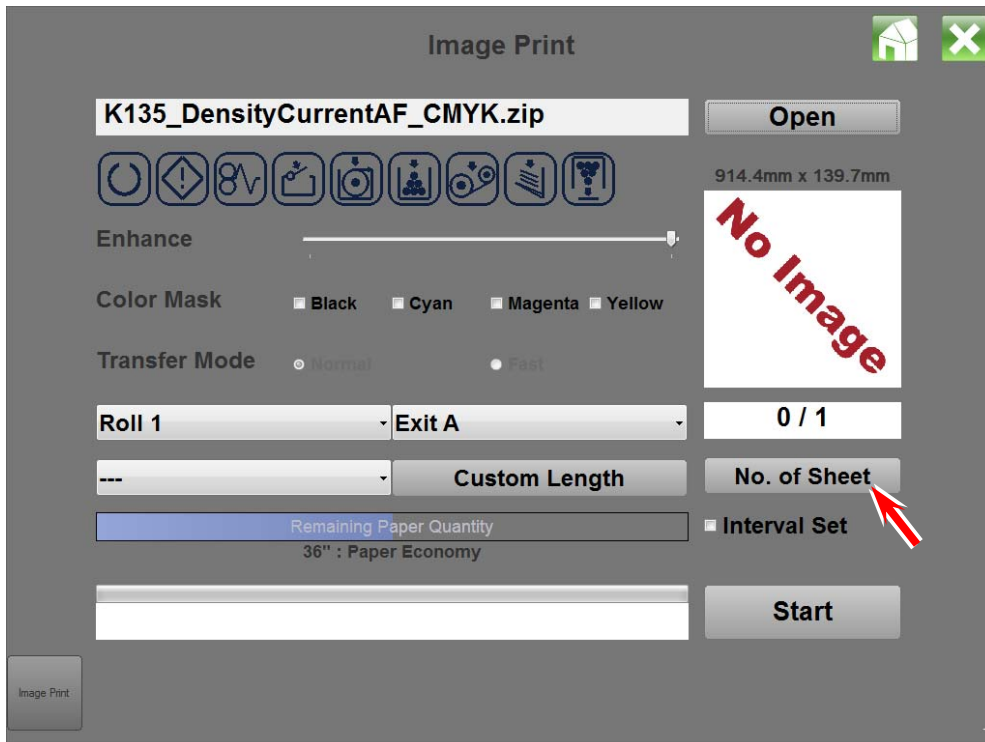 Image Print
K135_DensityCurrentAF_CMYK.zip
Open
914.4mm x 139.7mm
No Image
Enhance
Color Mask
Black
Cyan
Magenta
Yellow
Transfer Mode
Normal
Fast
Roll 1
Exit A
0 / 1
---
Custom Length
No. of Sheet
Remaining Paper Quantity
Interval Set
36" : Paper Economy
Start
Image Print